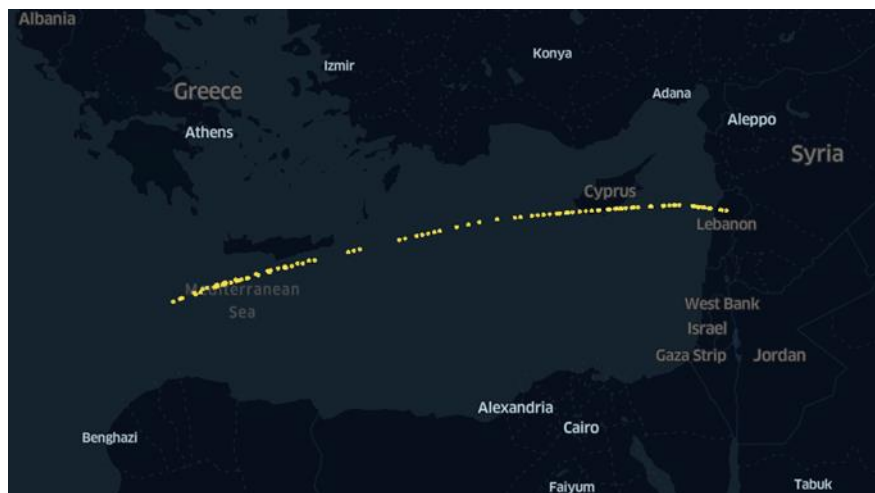 Albania
Konya
Izmir
Greece
Adana
Athens
Aleppo
Syria
Cyprus
Lebanon
Mediterranean
Sea
West Bank
Israel
Gaza Strip
Jordan
Alexandria
Benghazi
Cairo
Faiyum
Tabuk